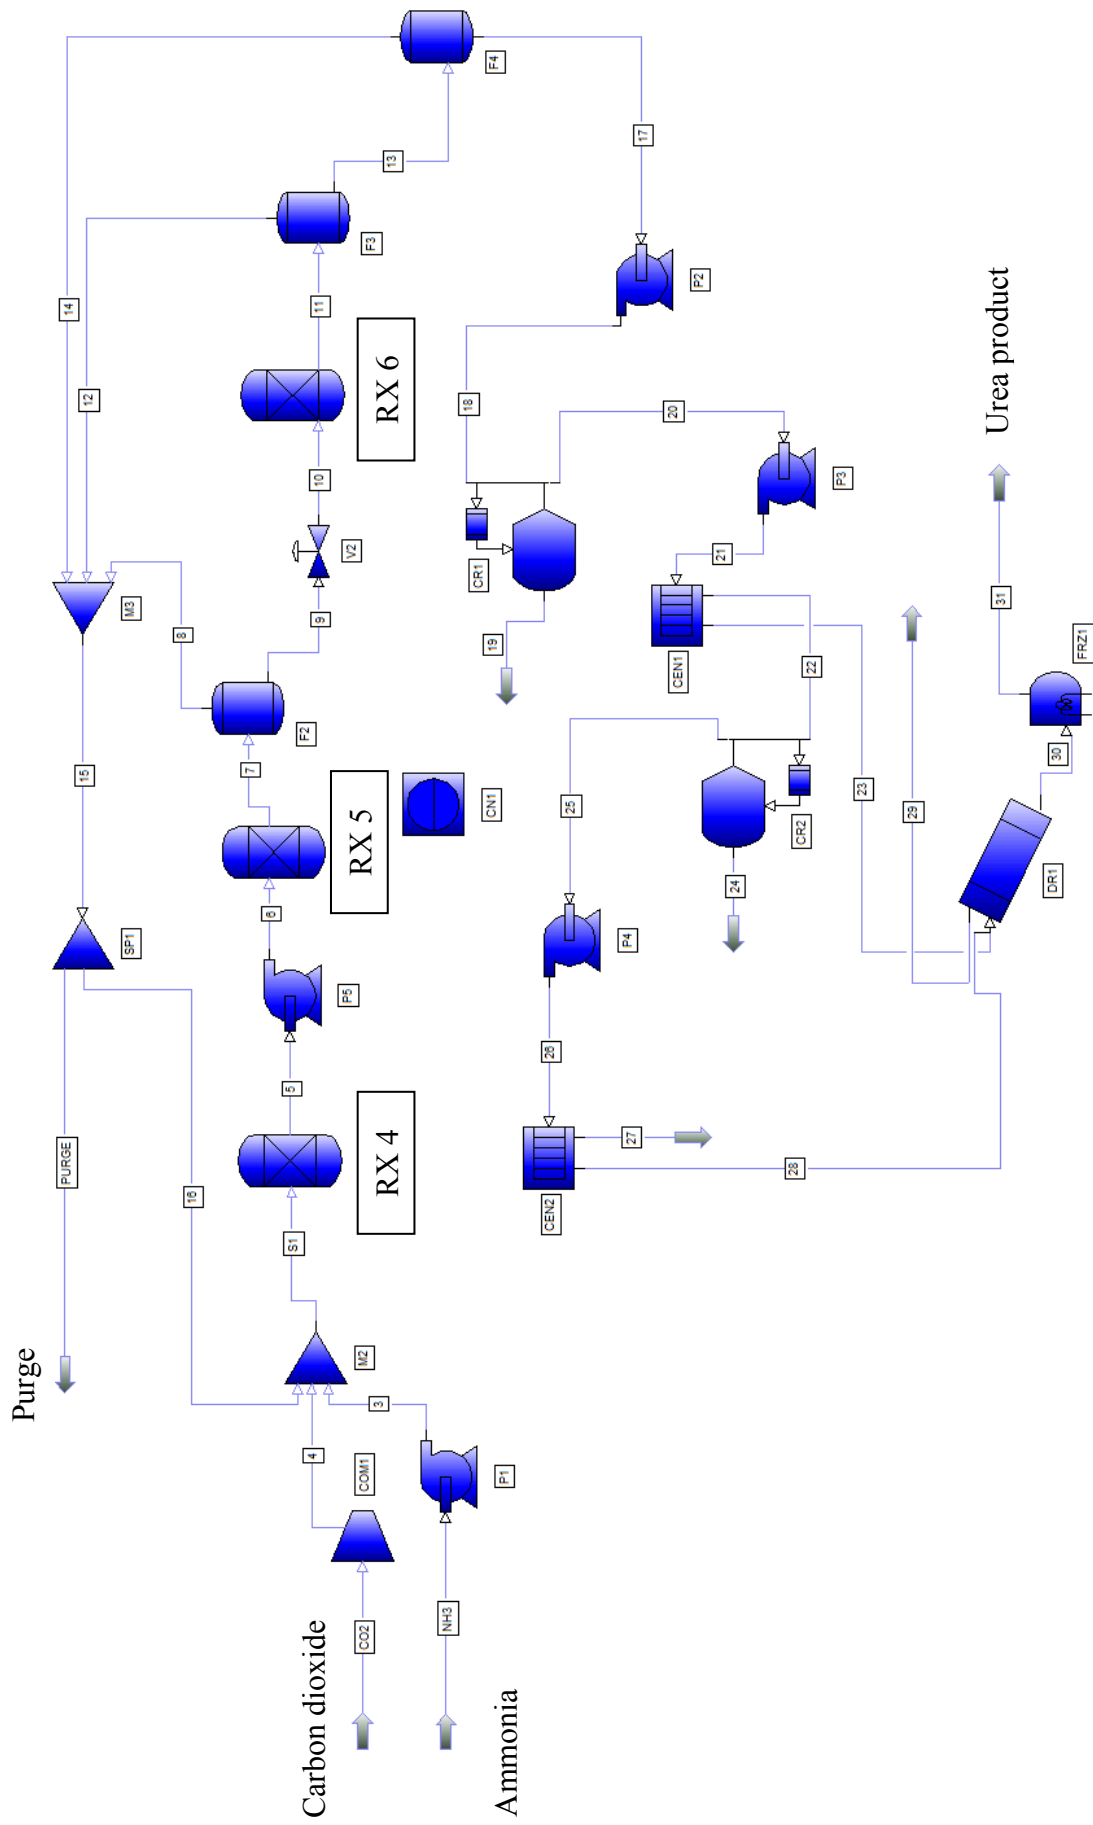 Purge
PURGE
14
15
12
SP1
M3
16
8
7
6
5
S1
F2
Carbon dioxide
4
9
10
11
P5
V2
CO2
COM1
M2
RX 4
RX 5
RX 6
F3
3
13
NH3
18
CR1
CN1
19
F4
Ammonia
P1
26
CEN2
25
P4
27
17
20
CEN1
P2
21
24
28
CR2
22
P3
23
29
Urea product
31
DR1
30
FRZ1